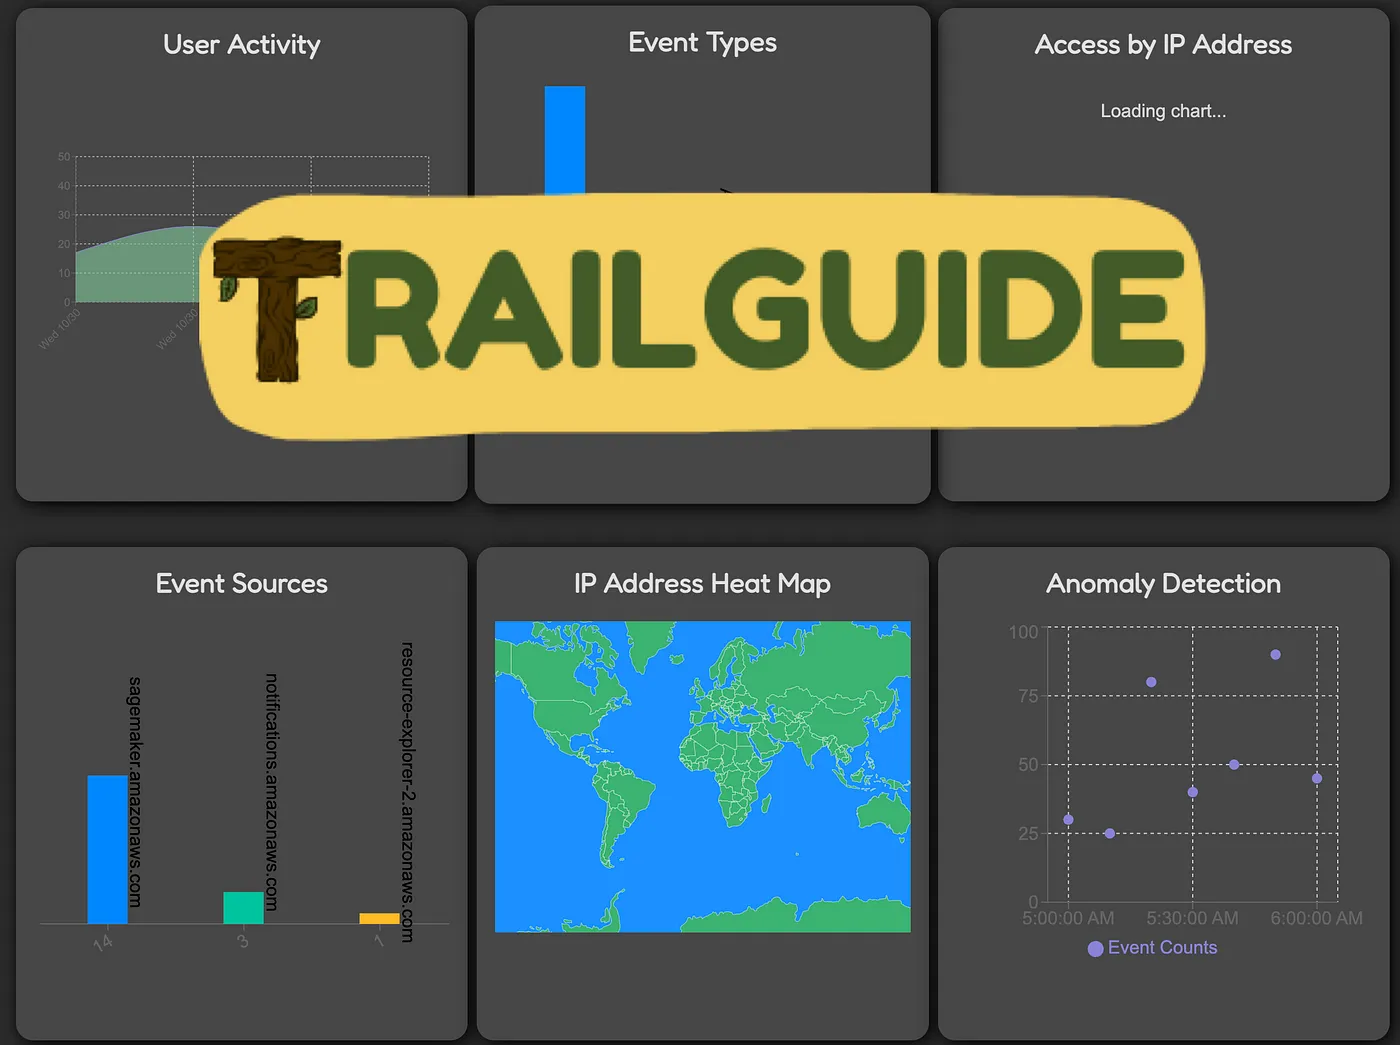 User Activity
Event Types
Access by IP Address
Loading chart...
50
40
30
20
10
0
Wed 10/30
Wed 10/30
TRAILGUIDE
Event Sources
sagemaker.amazonaws.com
notifications.amazonaws.com
resource-explorer-2.amazonaws.com
14
3
1
IP Address Heat Map
Anomaly Detection
100
75
50
25
0
5:00:00 AM
5:30:00 AM
6:00:00 AM
Event Counts